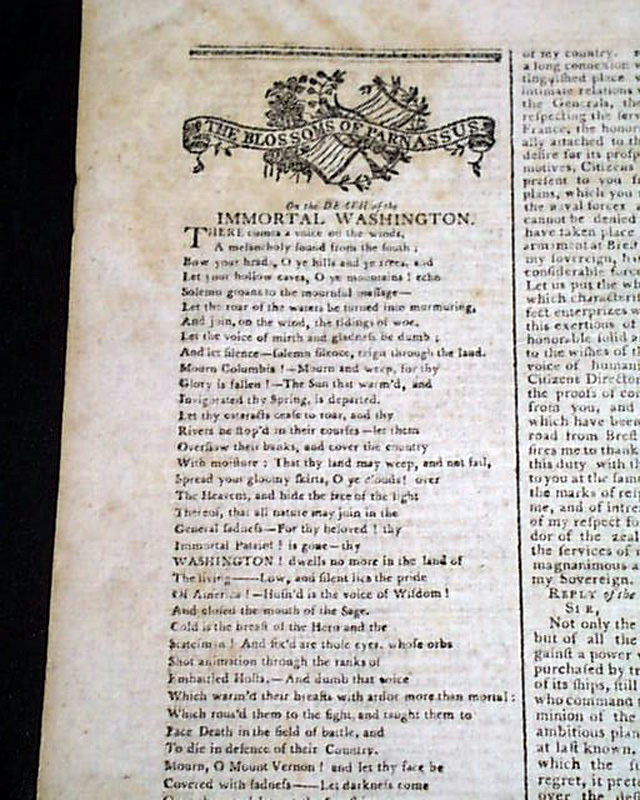 THE BLOSSOMS OF PARNASSUS
On the DEATH of the
IMMORTAL WASHINGTON.
THERE comes a voice on the winds,
A melancholy ſound from the ſouth ;
Bow your heads, O ye hills and ye trees, and
Let your hollow caves, O ye mountains ! echo
Solemn groans to the mournful meſſage—
Let the roar of the waters be turned into murmuring,
And join, on the wind, the tidings of woe.
Let the voice of mirth and gladneſs be dumb ;
And let ſilence—ſolemn ſilence, reign through the land.
Mourn Columbia !—Mourn and weep, for thy
Glory is fallen !—The Sun that warm'd, and
Invigorated thy Spring, is departed.
Let thy cataracts ceaſe to roar, and thy
Rivers be ſtop'd in their courſes—let them
Overflow their banks, and cover the country
With moiſture : That thy land may weep, and not fail,
Spread your gloomy ſkirts, O ye clouds ! over
The Heavens, and hide the face of the light
Thereof, that all nature may join in the
General ſadneſs—For thy beloved ! thy
Immortal Patriot ! is gone—thy
WASHINGTON ! dwells no more in the land of
The living——Low, and ſilent lies the pride
Of America !—Huſh'd is the voice of Wiſdom !
And cloſed the mouth of the Sage.
Cold is the breaſt of the Hero and the
Stateſman ! And fix'd are thoſe eyes, whoſe orbs
Shot animation through the ranks of
Embattled Hoſts.—And dumb that voice
Which warm'd their breaſts with ardor more than mortal :
Which rous'd them to the fight, and taught them to
Face Death in the field of battle, and
To die in defence of their Country.
Mourn, O Mount Vernon ! and let thy face be
Covered with ſadneſs——Let darkneſs come
of my country.
a long connexion
tinguiſhed place
intimate relations
the Generals, the
reſpecting the
France, the
ally attached to
deſire for its
motives, Citizens
preſent to you
plans, which you
the naval forces
cannot be denied
have taken place
armament at Breſt
my ſovereign,
conſiderable
Let us put the
which
fect enterprizes
this exertions of
honorable ſolid
to the wiſhes of
voice of
Citizens
the proofs of
from you, and
which have been
road from Breſt
fires me to thank
this duty with
to you at the ſame
the marks of
me, and of
of my reſpect
dor of the zeal
the ſervices of
magnanimous
my Sovereign.
REPLY of the
SIR,
Not only the
but of all the
gainſt a power
purchaſed by
of its ſhips, ſtill
who command
minion of the
ambitious plan
at laſt known.
which the
regret, it
over the